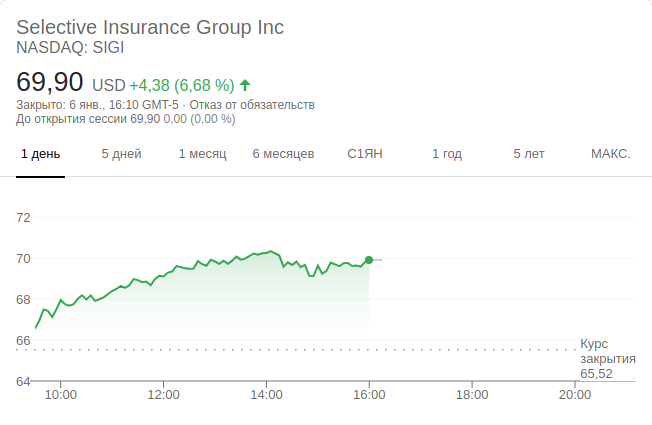 Selective Insurance Group Inc
NASDAQ: SIGI
69,90 USD +4,38 (6,68 %)
Закрыто: 6 янв., 16:10 GMT-5 · Отказ от обязательств
До открытия сессии 69,90 0,00 (0,00 %)
1 день 5 дней 1 месяц 6 месяцев С1ЯН 1 год 5 лет МАКС.
72
70
68
66
Курс
закрытия
65,52
64
10:00 12:00 14:00 16:00 18:00 20:00